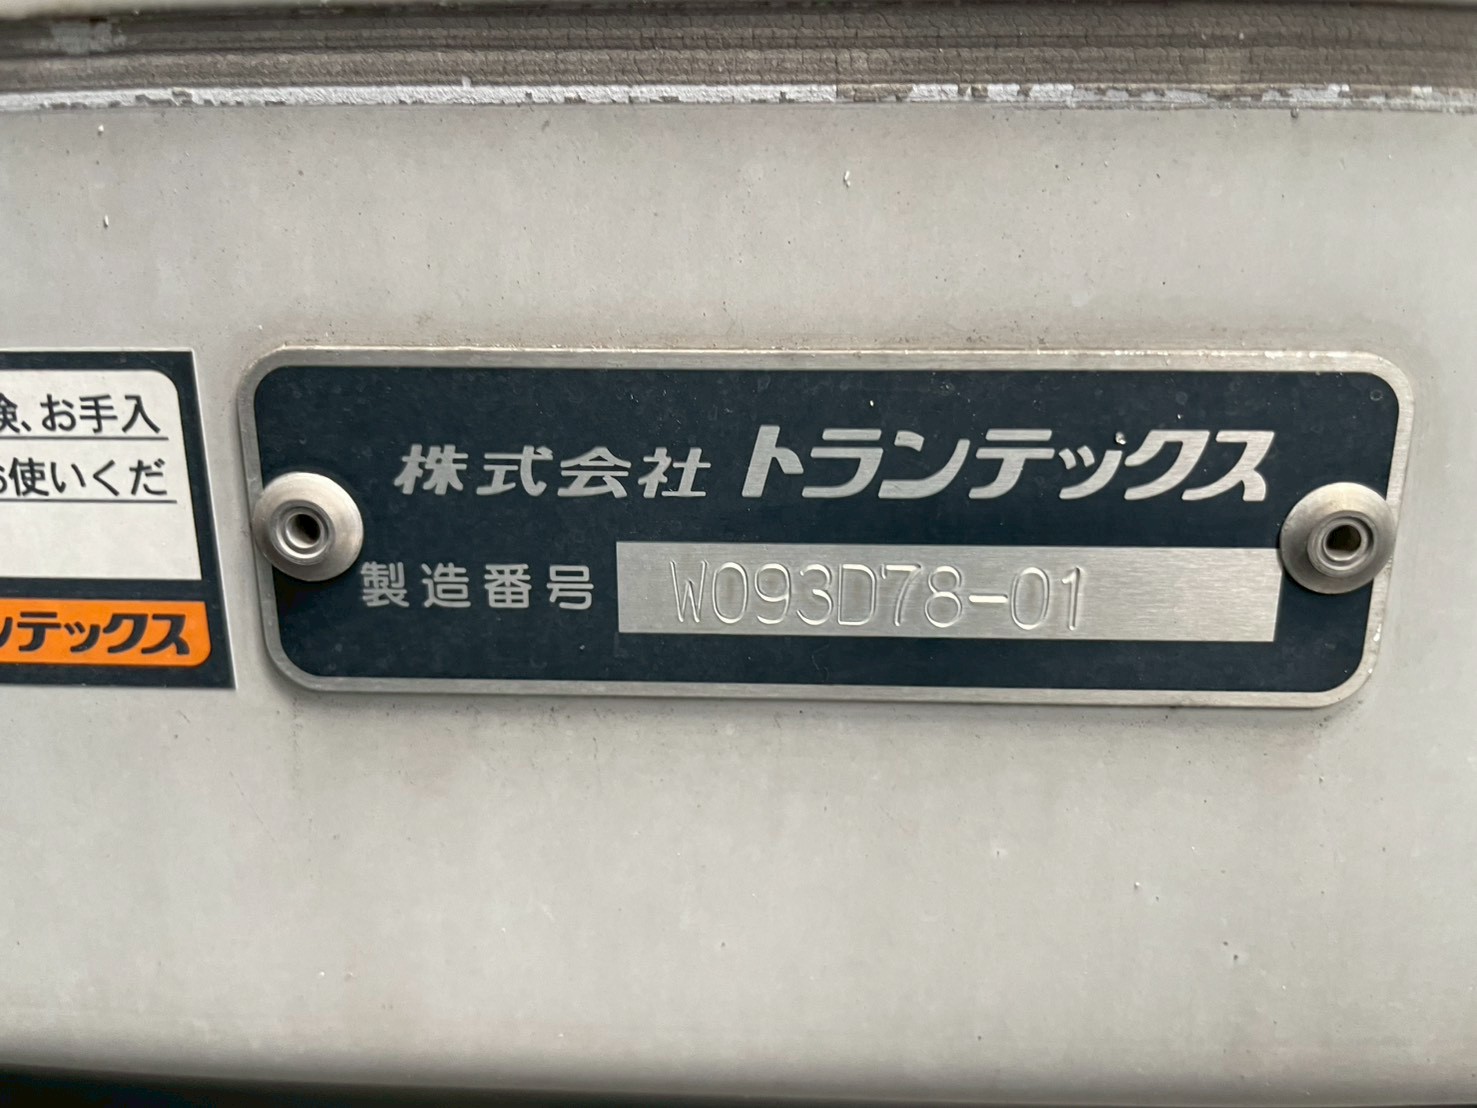 検、お手入
お使いくだ
ンテックス
株式会社 トランテックス
製造番号 W093D78-01